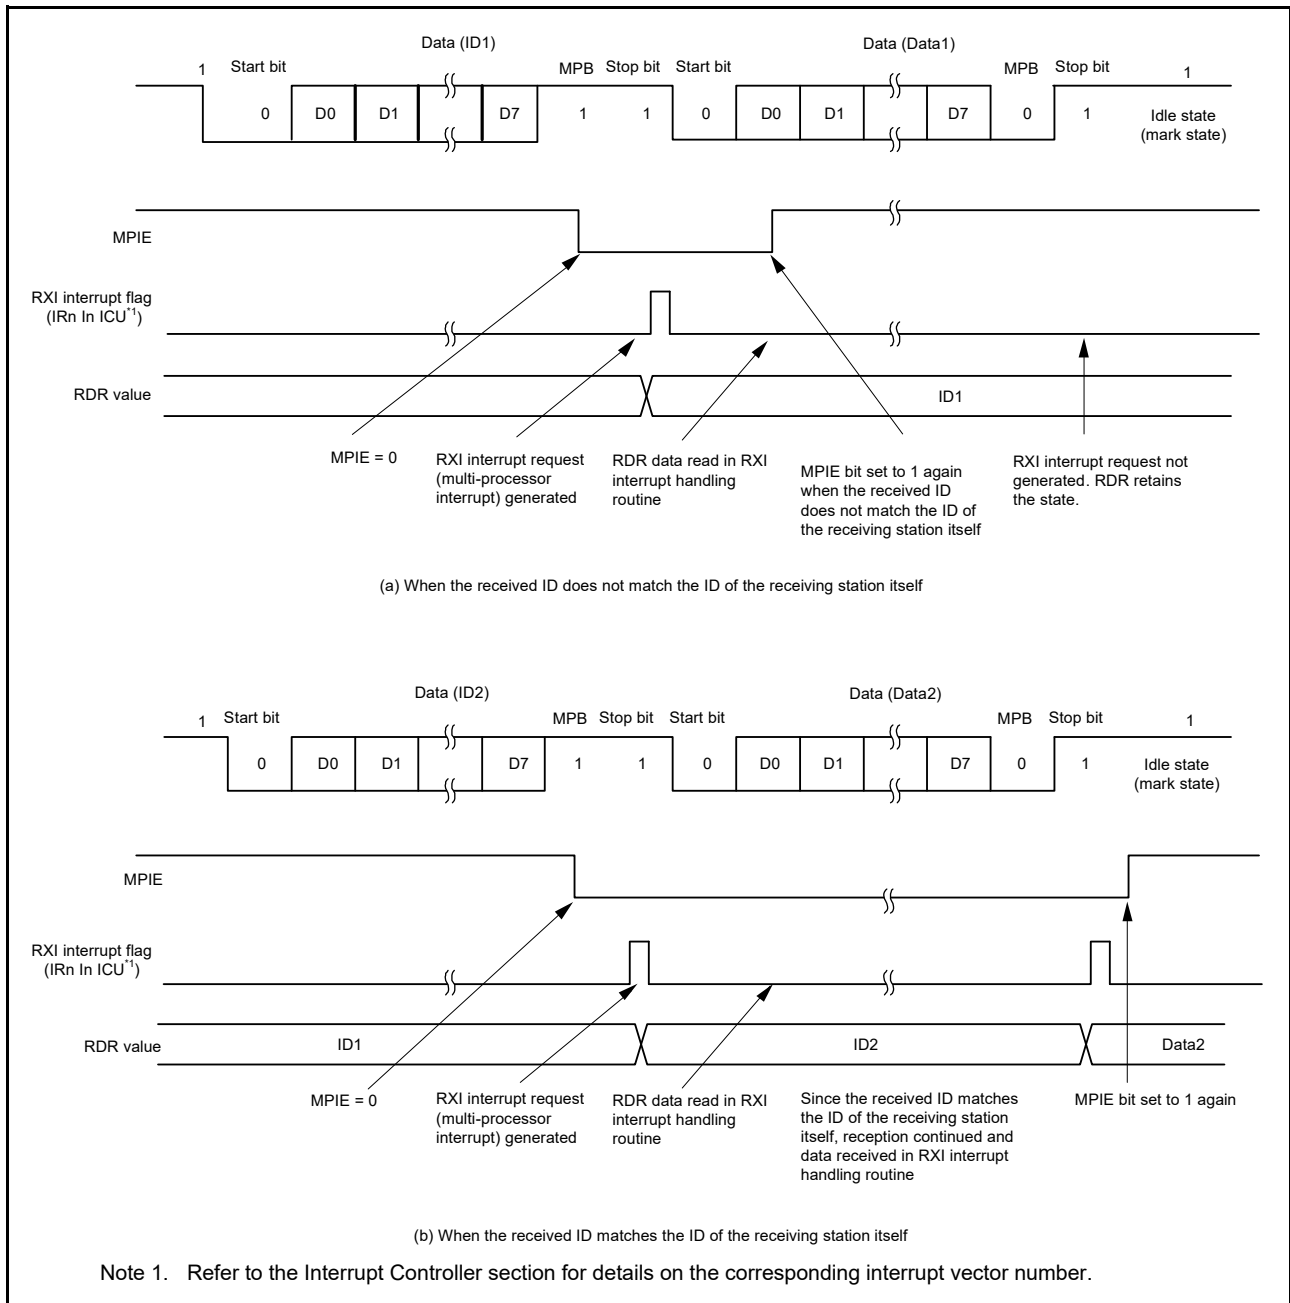 Data (ID1) Data (Data1)
1 Start bit MPB Stop bit Start bit MPB Stop bit 1
0 D0 D1 D7 1 1 0 D0 D1 D7 0 1 Idle state
(mark state)
MPIE
RXI interrupt flag
(IRn In ICU*1)
RDR value ID1
MPIE = 0
RXI interrupt request
(multi-processor
interrupt) generated
RDR data read in RXI
interrupt handling
routine
MPIE bit set to 1 again
when the received ID
does not match the ID of
the receiving station itself
RXI interrupt request not
generated. RDR retains
the state.
(a) When the received ID does not match the ID of the receiving station itself
Data (ID2) Data (Data2)
1 Start bit MPB Stop bit Start bit MPB Stop bit 1
0 D0 D1 D7 1 1 0 D0 D1 D7 0 1 Idle state
(mark state)
MPIE
RXI interrupt flag
(IRn In ICU*1)
RDR value ID1 ID2 Data2
MPIE = 0
RXI interrupt request
(multi-processor
interrupt) generated
RDR data read in RXI
interrupt handling
routine
Since the received ID matches
the ID of the receiving station
itself, reception continued and
data received in RXI interrupt
handling routine
MPIE bit set to 1 again
(b) When the received ID matches the ID of the receiving station itself
Note 1. Refer to the Interrupt Controller section for details on the corresponding interrupt vector number.